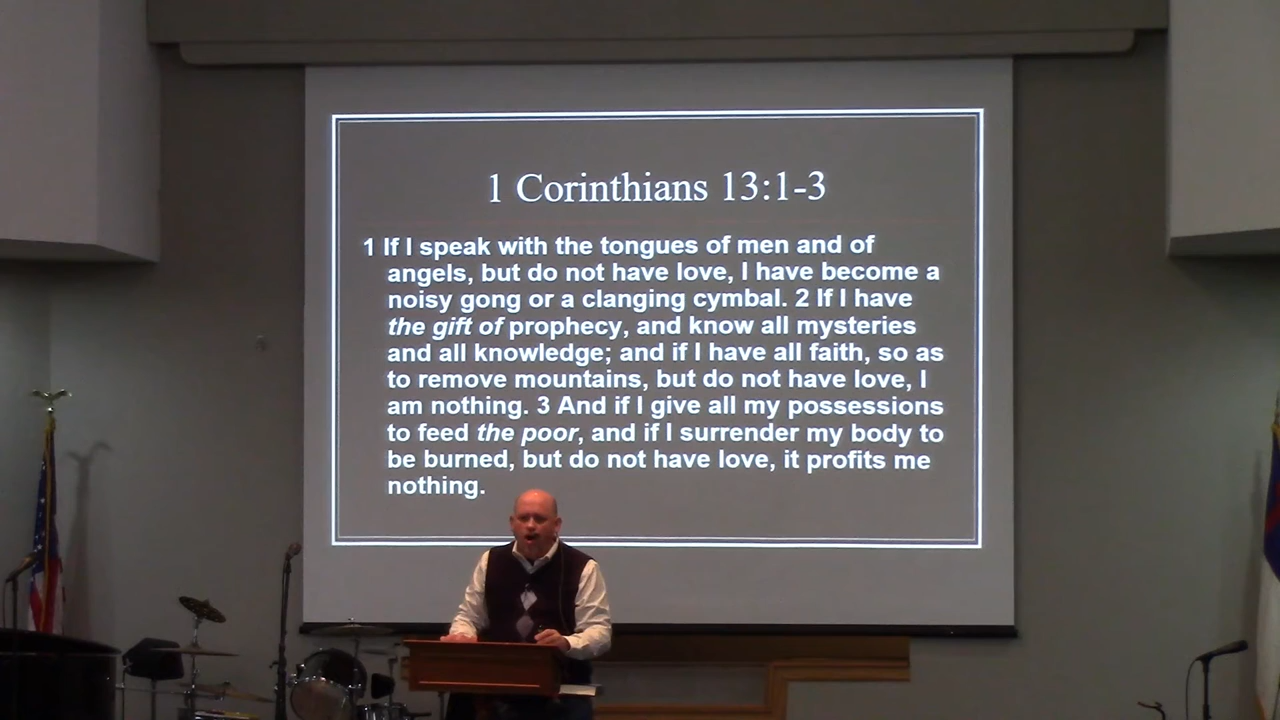 1 Corinthians 13:1-3
1 If I speak with the tongues of men and of
angels, but do not have love, I have become a
noisy gong or a clanging cymbal. 2 If I have
the gift of prophecy, and know all mysteries
and all knowledge; and if I have all faith, so as
to remove mountains, but do not have love, I
am nothing. 3 And if I give all my possessions
to feed the poor, and if I surrender my body to
be burned, but do not have love, it profits me
nothing.